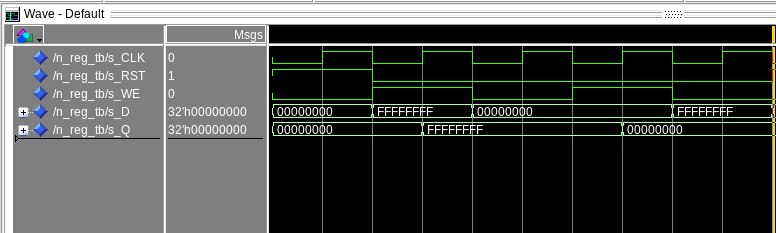 Wave - Default
Msgs
/n_reg_tb/s_CLK 0
/n_reg_tb/s_RST 1
/n_reg_tb/s_WE 0
/n_reg_tb/s_D 32'h00000000 00000000 FFFFFFFF 00000000 FFFFFFFF
/n_reg_tb/s_Q 32'h00000000 00000000 FFFFFFFF 00000000